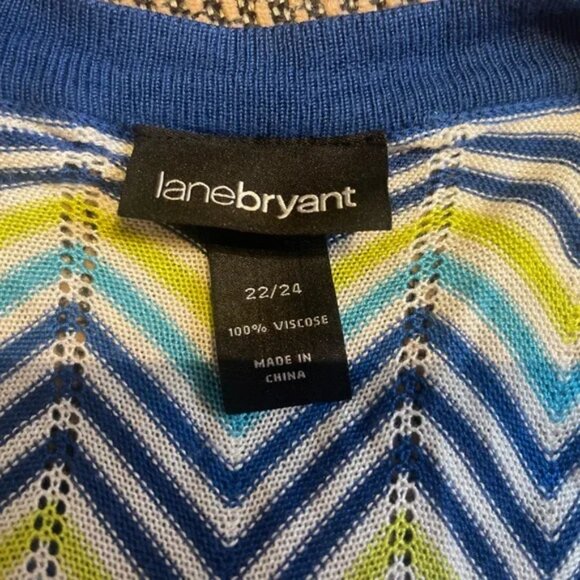 lanebryant
22/24
100% VISCOSE
MADE IN
CHINA